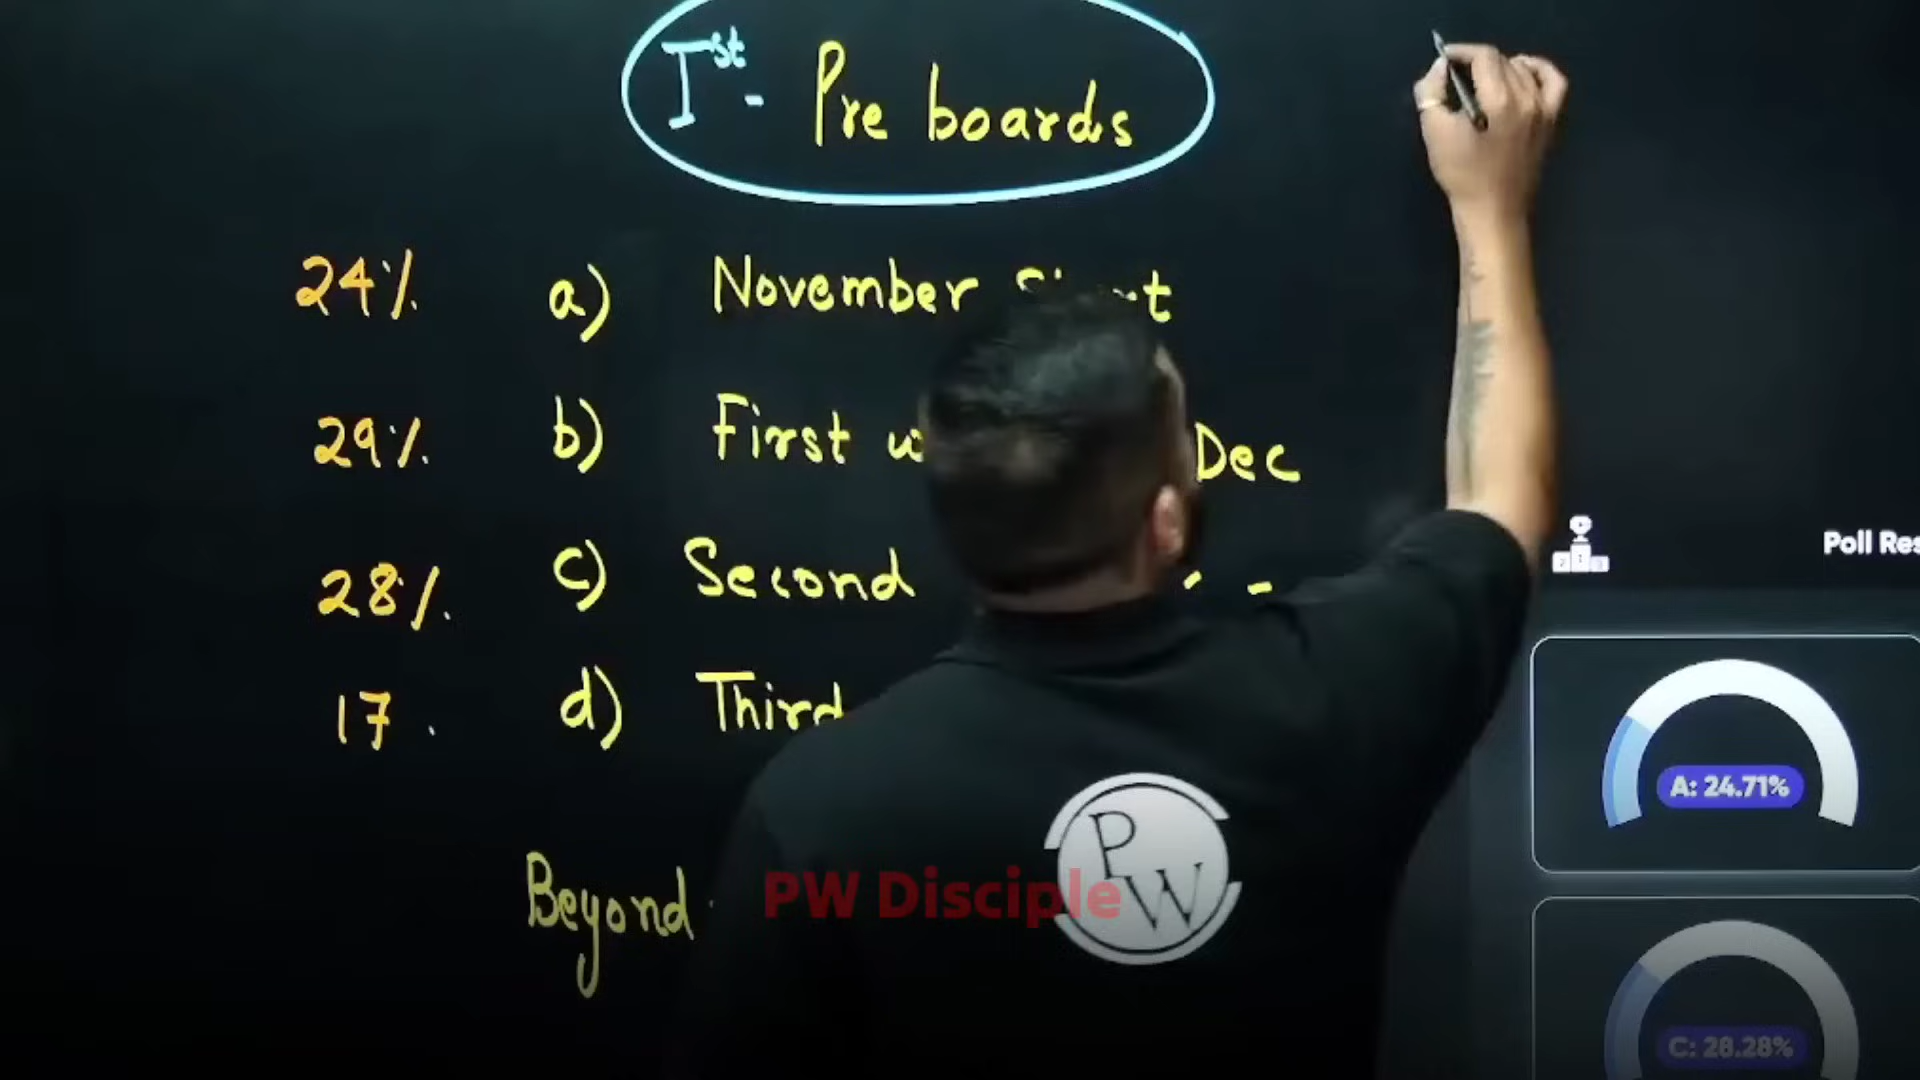 Ist - Pre boards
24% a) November
29% b) First Dec
28% c) Second
17 d) Third
Beyond
Poll Res
A: 24.71%
C: 28.28%
PW
PW Disciple